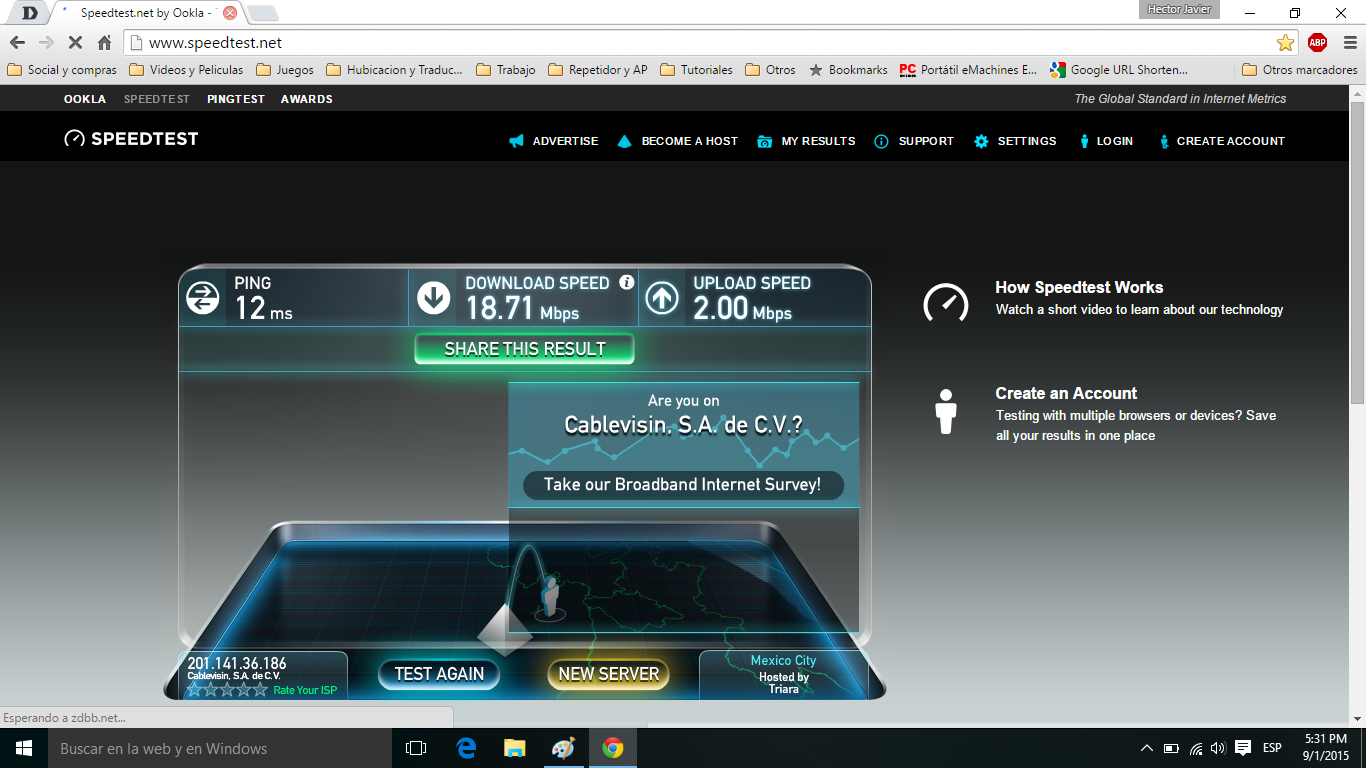 D
Speedtest.net by Ookla -
Hector Javier
www.speedtest.net
ABP
Social y compras
Videos y Peliculas
Juegos
Hubicacion y Traduc...
Trabajo
Repetidor y AP
Tutoriales
Otros
Bookmarks
PC
Portátil eMachines E...
Google URL Shorten...
Otros marcadores
OOKLA SPEEDTEST PINGTEST AWARDS
The Global Standard in Internet Metrics
SPEEDTEST
ADVERTISE
BECOME A HOST
MY RESULTS
SUPPORT
SETTINGS
LOGIN
CREATE ACCOUNT
PING
12 ms
DOWNLOAD SPEED
18.71 Mbps
UPLOAD SPEED
2.00 Mbps
SHARE THIS RESULT
Are you on
Cablevisin, S.A. de C.V.?
Take our Broadband Internet Survey!
How Speedtest Works
Watch a short video to learn about our technology
Create an Account
Testing with multiple browsers or devices? Save
all your results in one place
201.141.36.186
Cablevisin, S.A. de C.V.
Rate Your ISP
TEST AGAIN
NEW SERVER
Mexico City
Hosted by
Triara
Esperando a zdbb.net...
Buscar en la web y en Windows
ESP
5:31 PM
9/1/2015